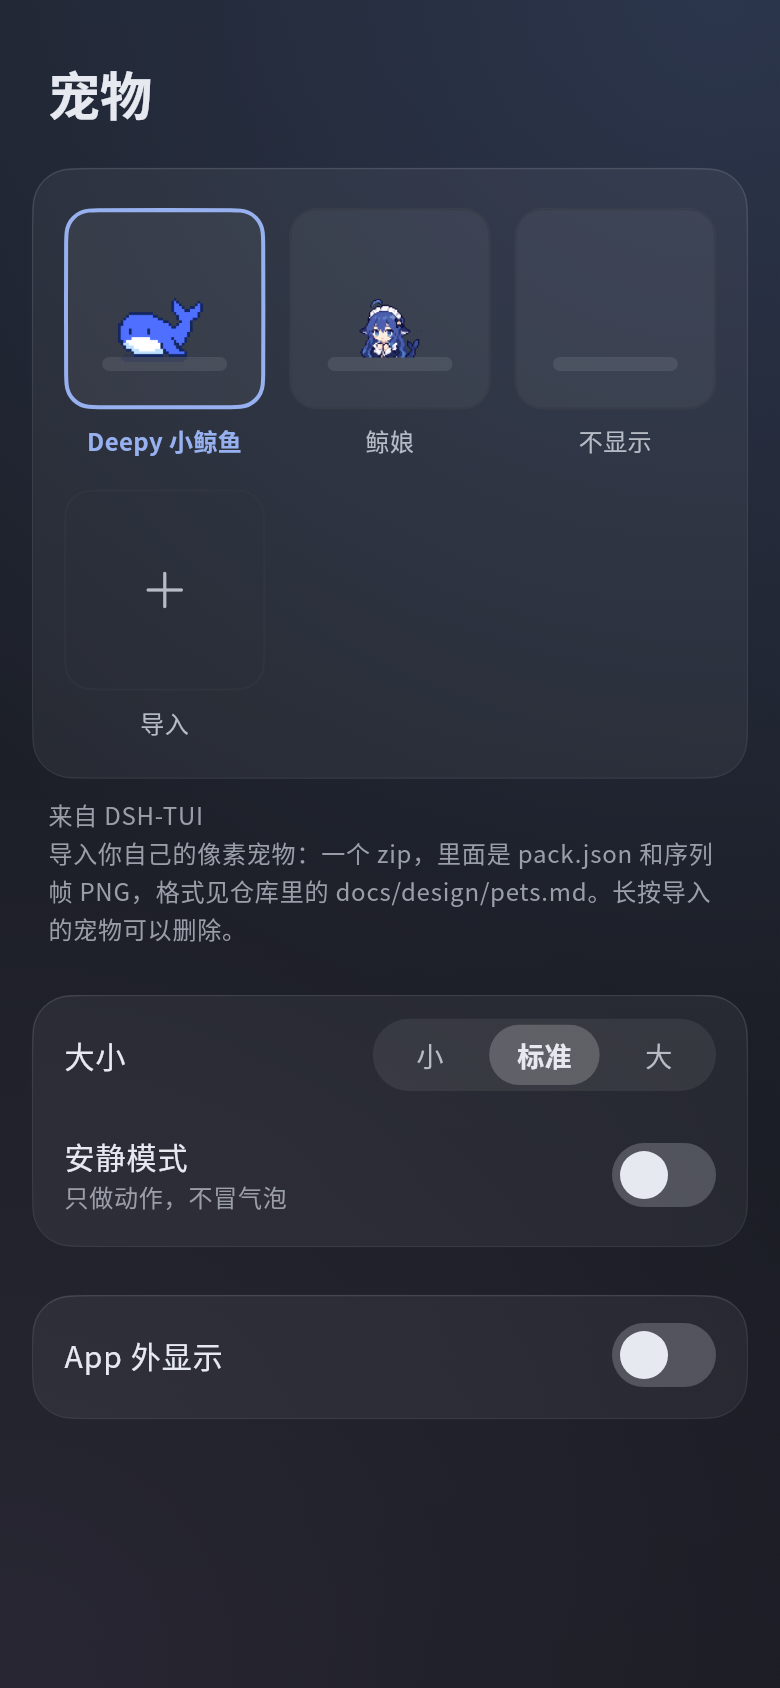 宠物
Deepy 小鲸鱼
鲸娘
不显示
导入
来自 DSH-TUI
导入你自己的像素宠物：一个 zip，里面是 pack.json 和序列
帧 PNG，格式见仓库里的 docs/design/pets.md。长按导入
的宠物可以删除。
大小
小
标准
大
安静模式
只做动作，不冒气泡
App 外显示